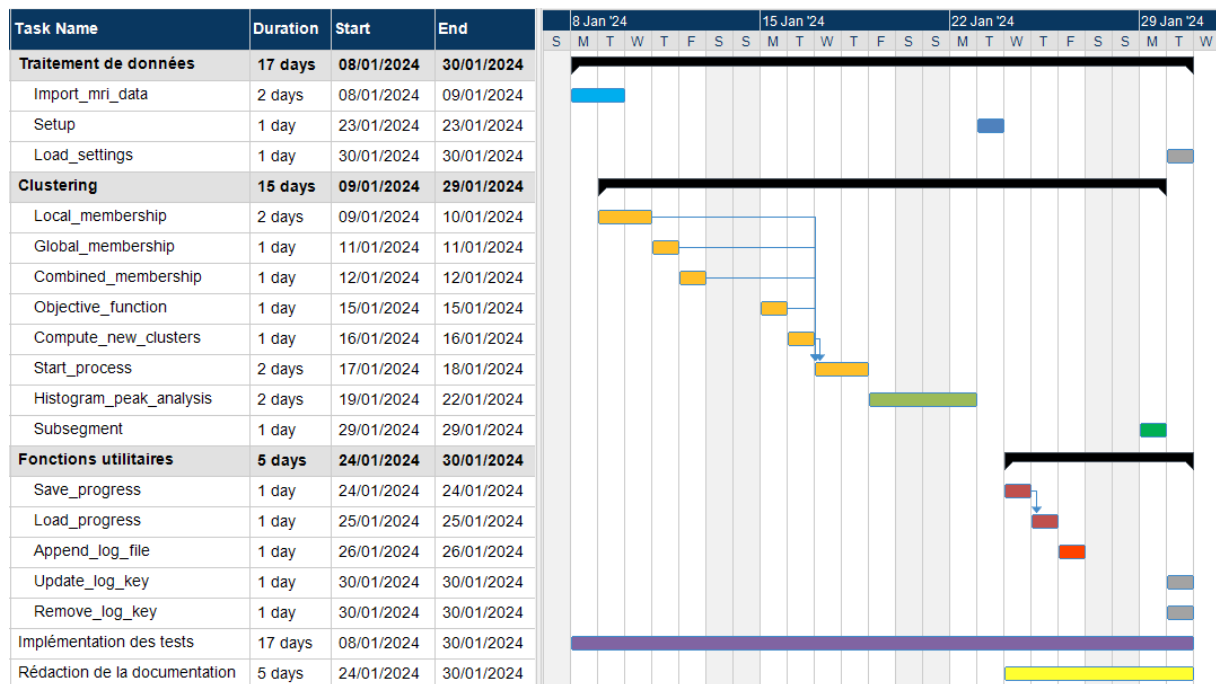 Task Name Duration Start End 8 Jan '24 15 Jan '24 22 Jan '24 29 Jan '24
S M T W T F S S M T W T F S S M T W T F S S M T W
Traitement de données 17 days 08/01/2024 30/01/2024
Import_mri_data 2 days 08/01/2024 09/01/2024
Setup 1 day 23/01/2024 23/01/2024
Load_settings 1 day 30/01/2024 30/01/2024
Clustering 15 days 09/01/2024 29/01/2024
Local_membership 2 days 09/01/2024 10/01/2024
Global_membership 1 day 11/01/2024 11/01/2024
Combined_membership 1 day 12/01/2024 12/01/2024
Objective_function 1 day 15/01/2024 15/01/2024
Compute_new_clusters 1 day 16/01/2024 16/01/2024
Start_process 2 days 17/01/2024 18/01/2024
Histogram_peak_analysis 2 days 19/01/2024 22/01/2024
Subsegment 1 day 29/01/2024 29/01/2024
Fonctions utilitaires 5 days 24/01/2024 30/01/2024
Save_progress 1 day 24/01/2024 24/01/2024
Load_progress 1 day 25/01/2024 25/01/2024
Append_log_file 1 day 26/01/2024 26/01/2024
Update_log_key 1 day 30/01/2024 30/01/2024
Remove_log_key 1 day 30/01/2024 30/01/2024
Implémentation des tests 17 days 08/01/2024 30/01/2024
Rédaction de la documentation 5 days 24/01/2024 30/01/2024